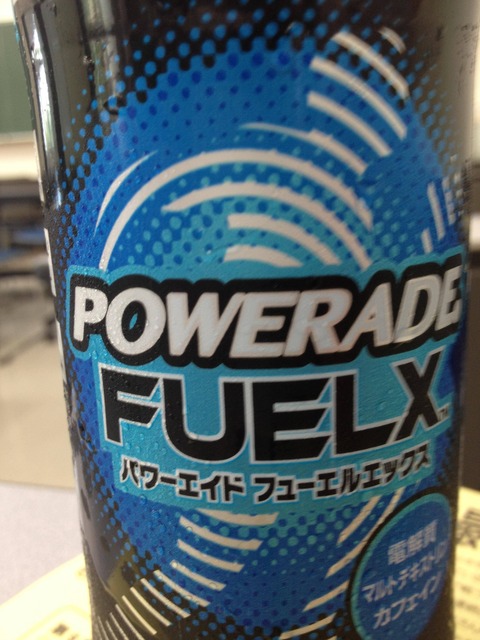 POWERADE
FUELX
TM
パワーエイド フューエルエックス
電解質
マルトデキストリン
カフェイン